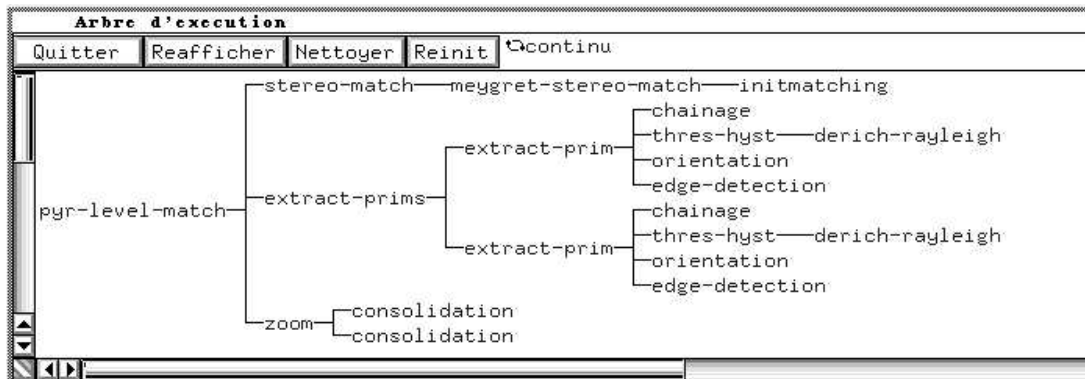 Arbre d'execution
Quitter Reafficher Nettoyer Reinit continu
stereo-match meygret-stereo-match initmatching
chainage
extract-prim thres-hyst derich-rayleigh
orientation
edge-detection
pyr-level-match extract-prims
chainage
extract-prim thres-hyst derich-rayleigh
orientation
edge-detection
zoom consolidation
consolidation